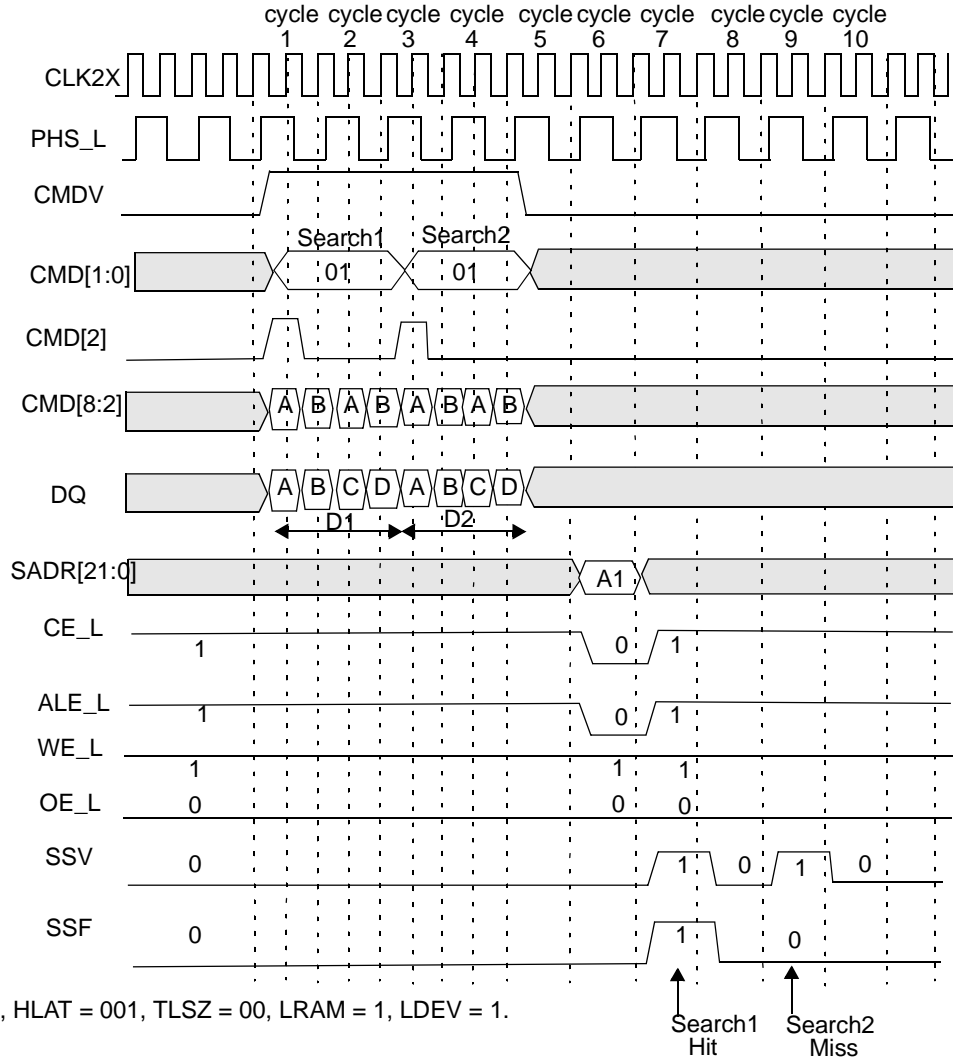 cycle cycle cycle cycle cycle cycle cycle cycle cycle cycle
1 2 3 4 5 6 7 8 9 10
CLK2X
PHS_L
CMDV
Search1 Search2
CMD[1:0] 01 01
CMD[2]
CMD[8:2] A B A B A B A B
DQ A B C D A B C D
D1 D2
SADR[21:0] A1
CE_L
1 0 1
ALE_L
1 0 1
WE_L
1 1 1
OE_L
0 0 0
SSV
0 1 0 1 0
SSF
0 1 0
, HLAT = 001, TLSZ = 00, LRAM = 1, LDEV = 1.
Search1 Search2
Hit Miss